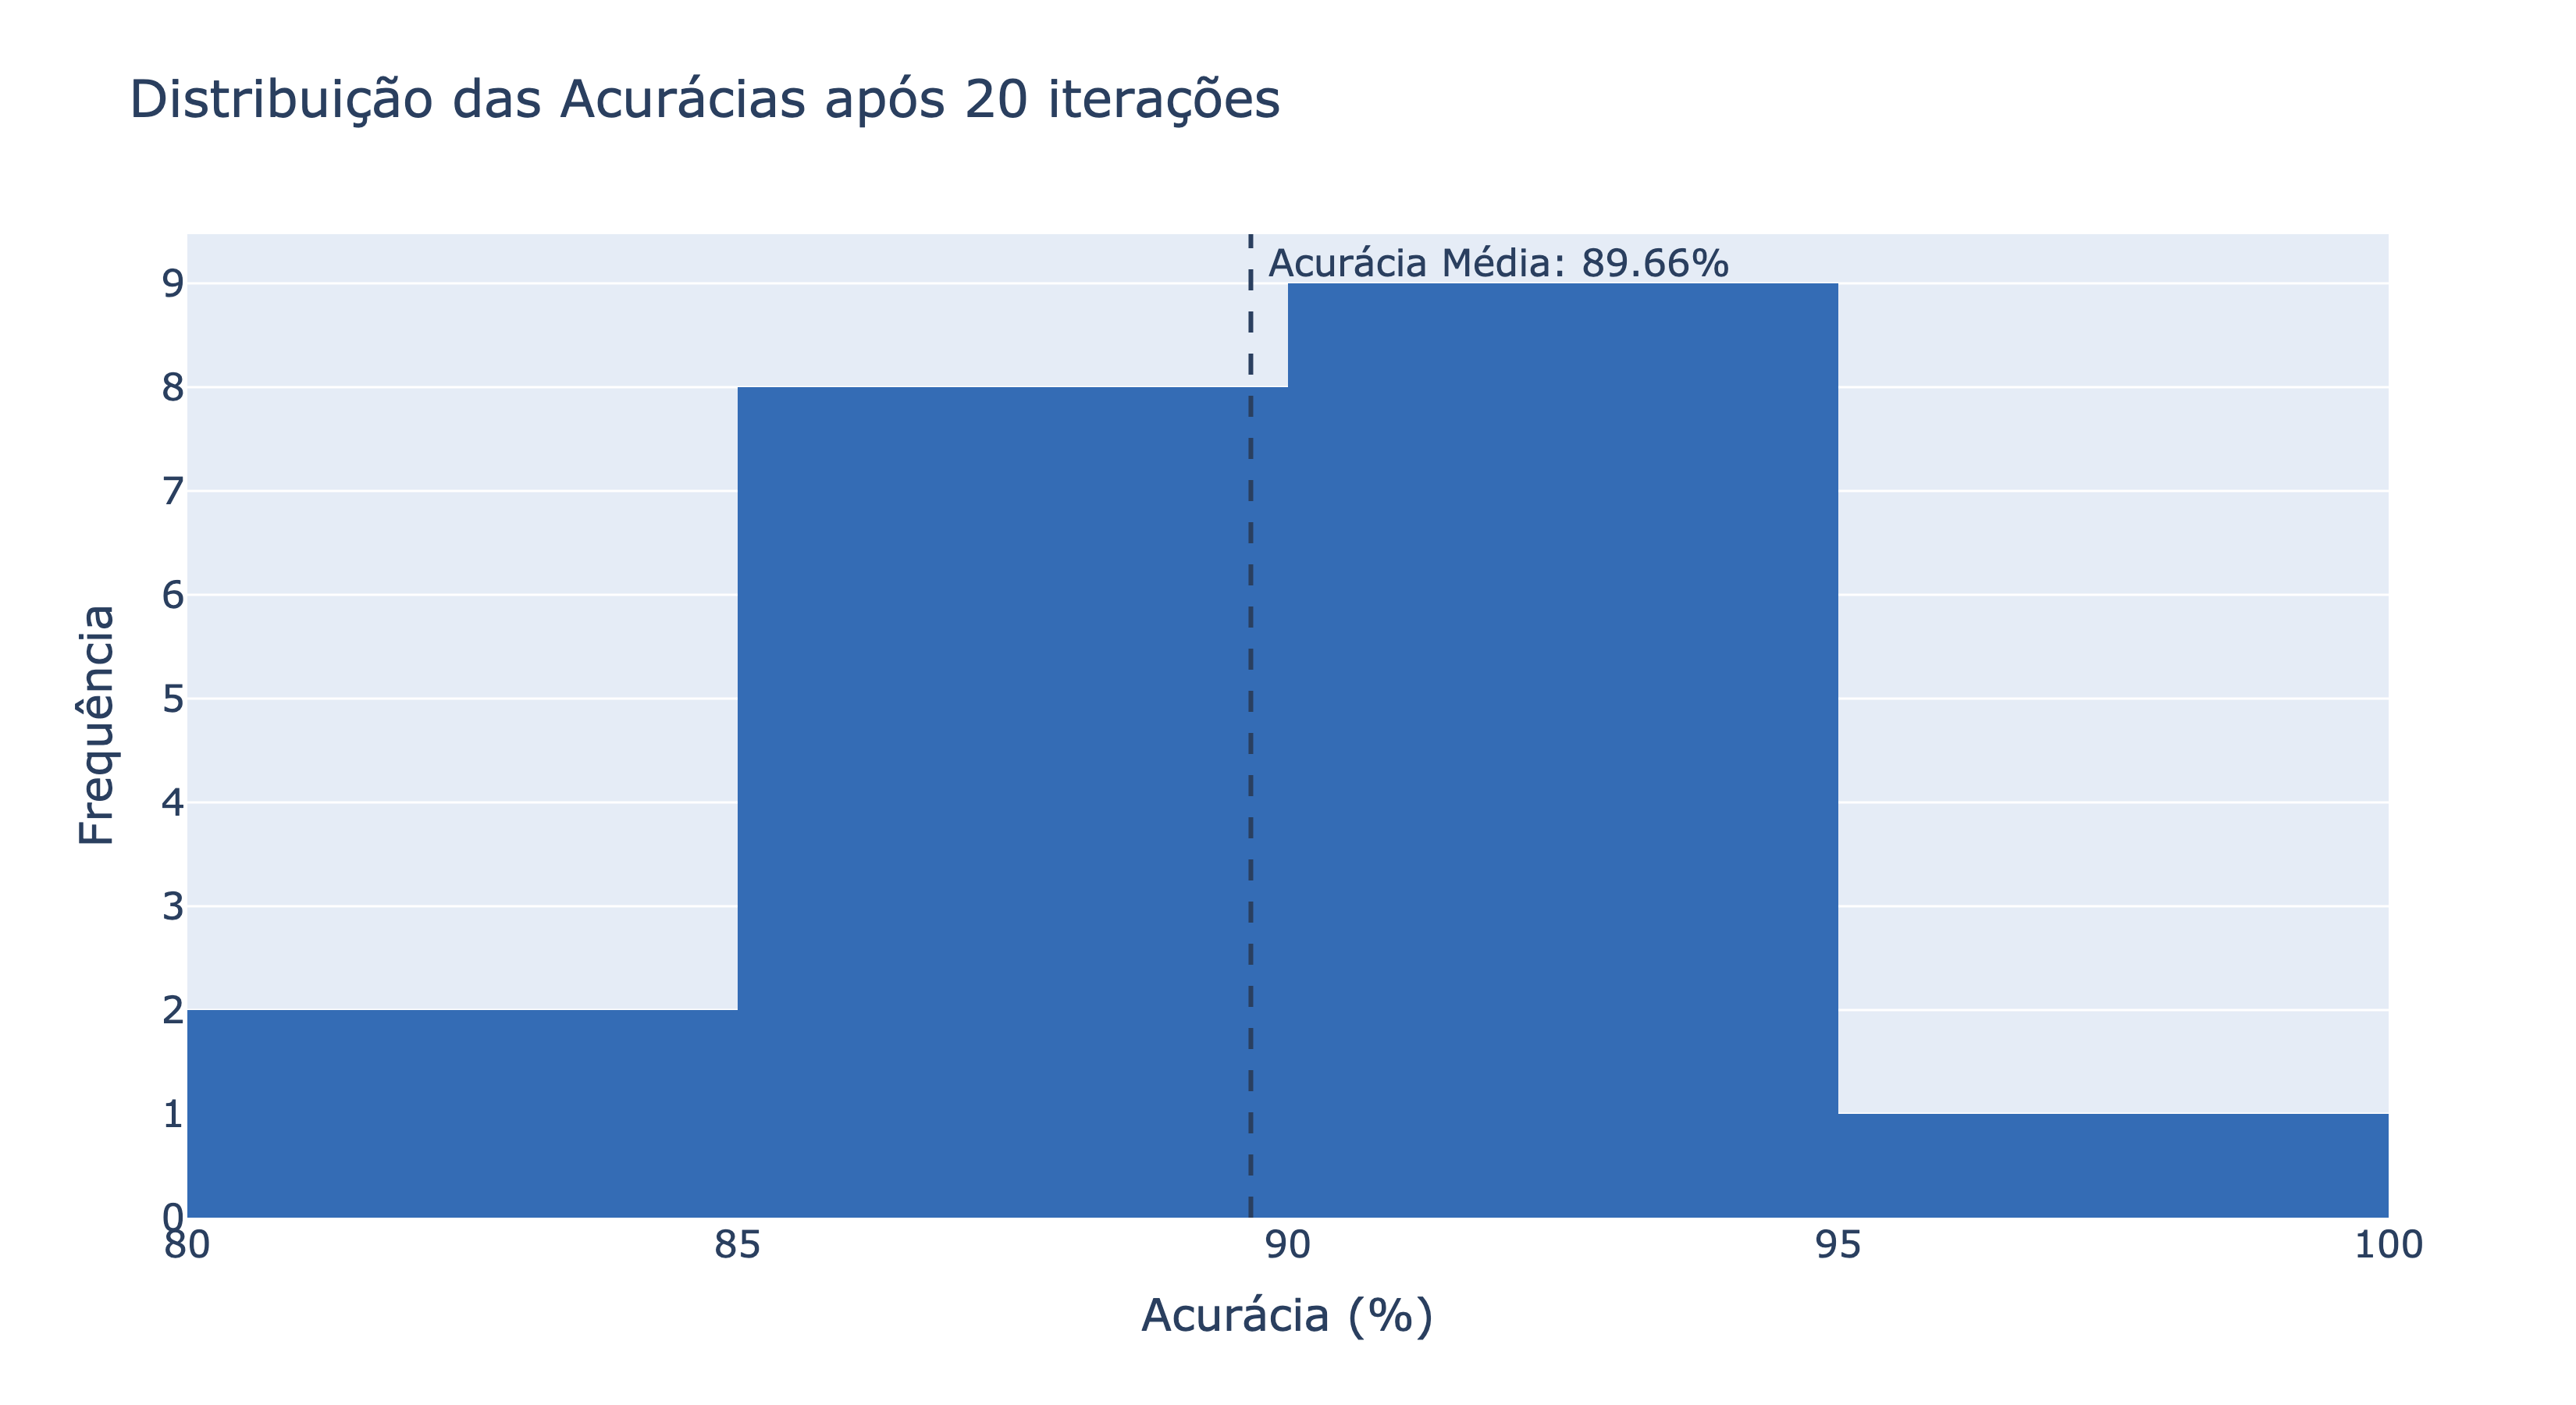 Distribuição das Acurácias após 20 iterações
Acurácia Média: 89.66%
9
8
7
6
5
4
3
2
1
0
Frequência
80 85 90 95 100
Acurácia (%)